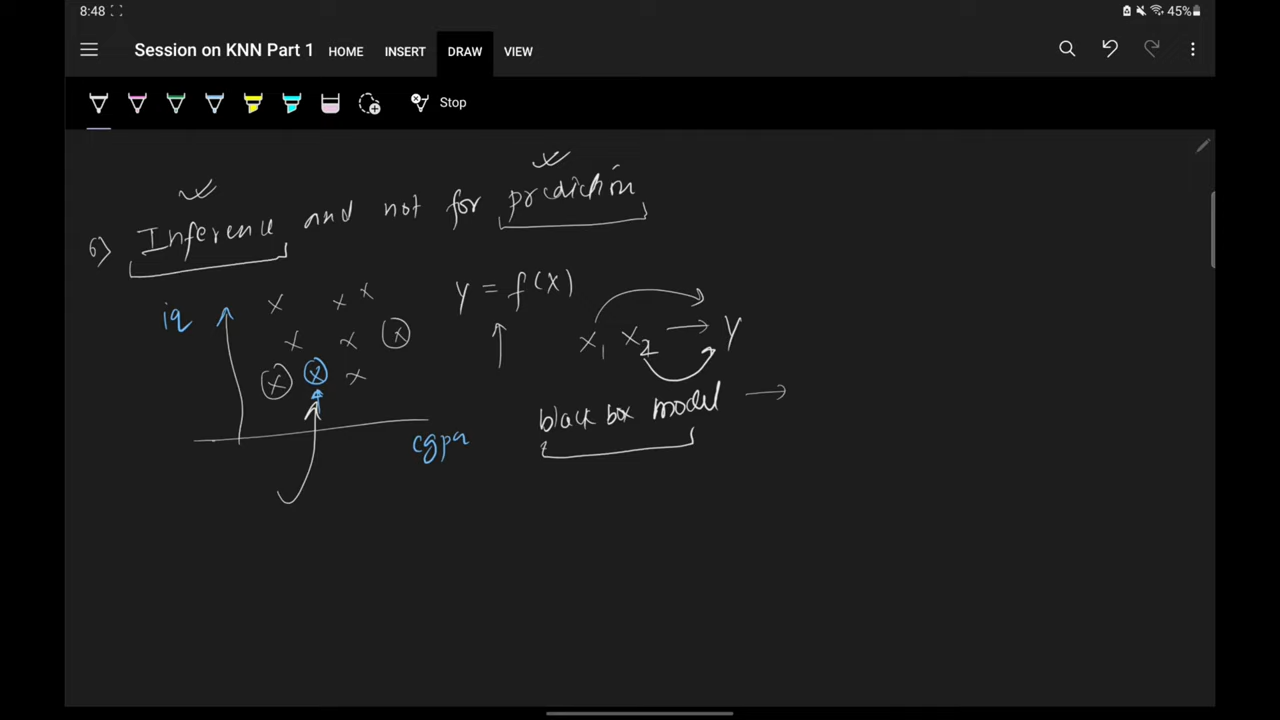 8:48
45%
Session on KNN Part 1 HOME INSERT DRAW VIEW
Stop
6) Inference and not for prediction
iq
y = f(x)
x1 x2 → y
black box model →
cgpa